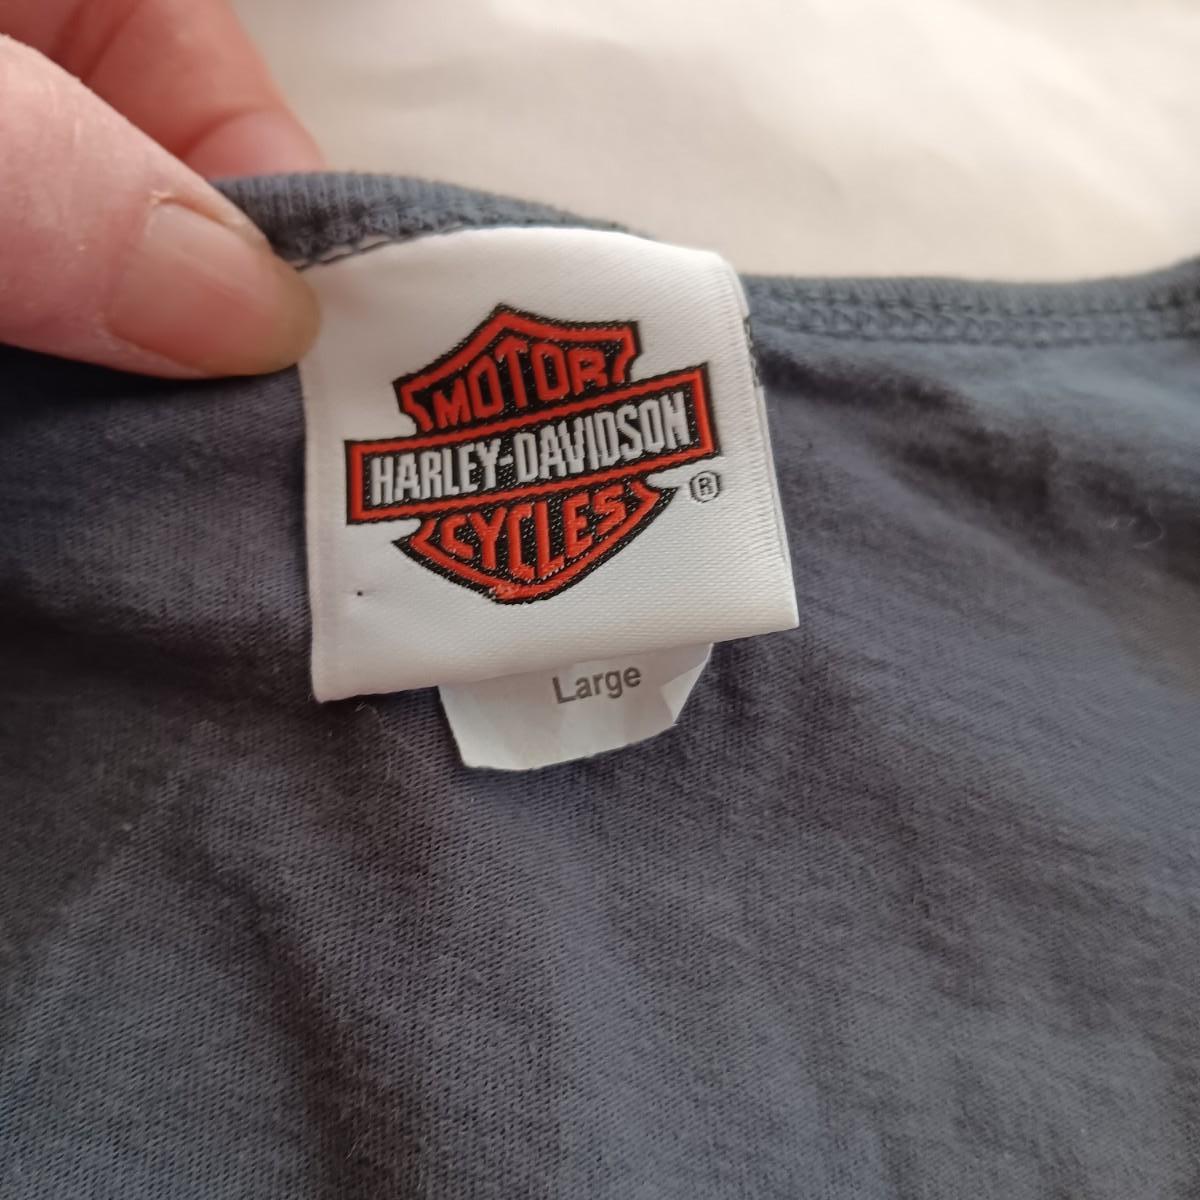 MOTOR
HARLEY-DAVIDSON
CYCLES
®
Large